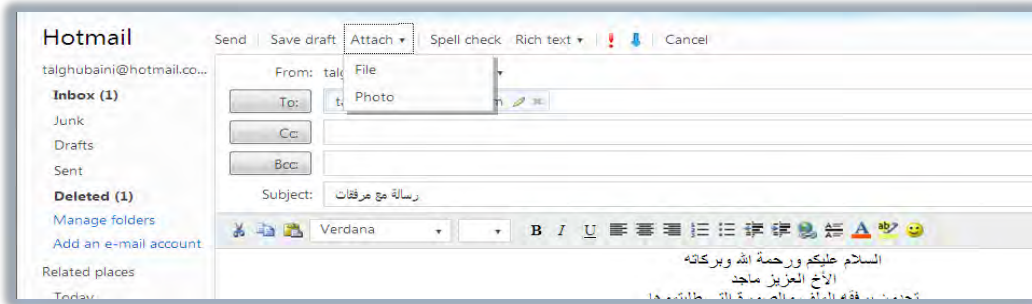 Hotmail
Send Save draft Attach Spell check Rich text Cancel
talghubaini@hotmail.co...
Inbox (1)
Junk
Drafts
Sent
Deleted (1)
Manage folders
Add an e-mail account
Related places
Today
From:
File
Photo
To:
Cc:
Bcc:
Subject: رسالة مع مرفقات
Verdana B I U
السلام عليكم ورحمة الله وبركاته
الأخ العزيز ماجد